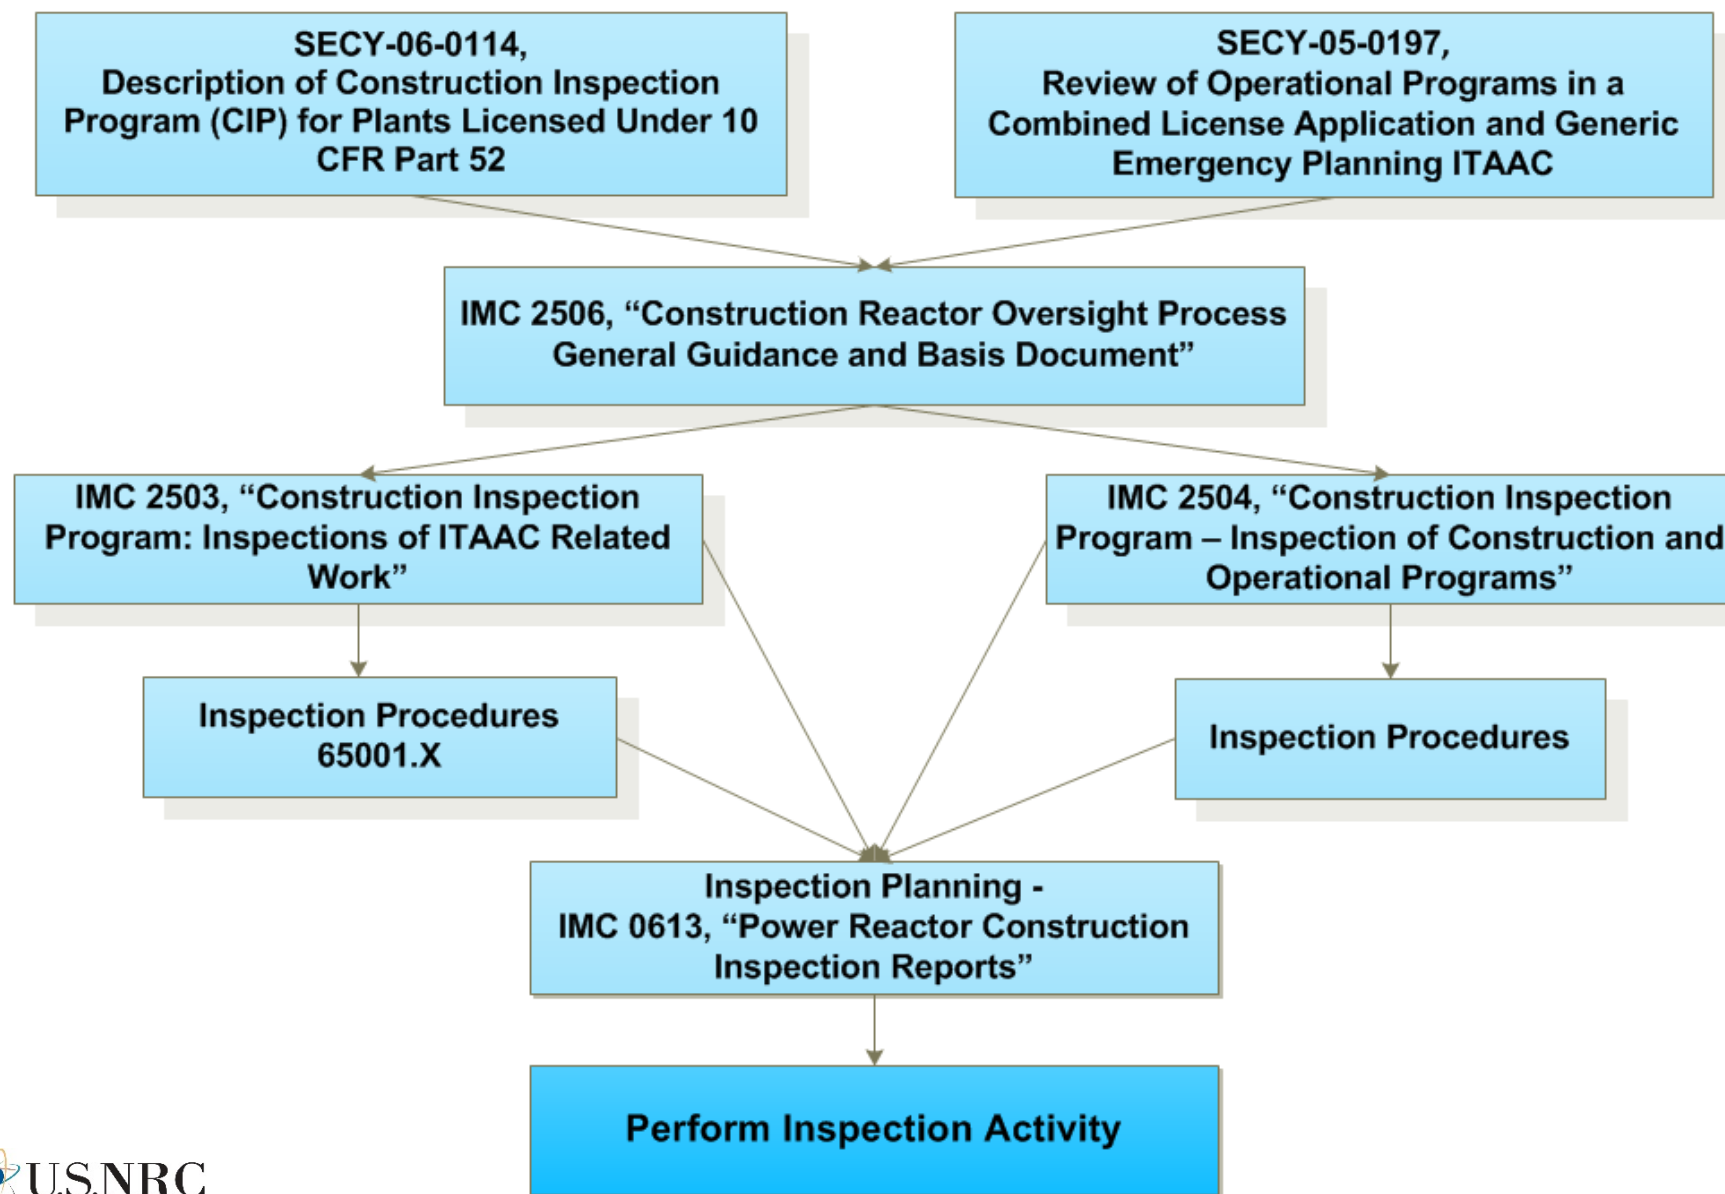 SECY-06-0114,
Description of Construction Inspection
Program (CIP) for Plants Licensed Under 10
CFR Part 52
SECY-05-0197,
Review of Operational Programs in a
Combined License Application and Generic
Emergency Planning ITAAC
IMC 2506, “Construction Reactor Oversight Process
General Guidance and Basis Document”
IMC 2503, “Construction Inspection
Program: Inspections of ITAAC Related
Work”
IMC 2504, “Construction Inspection
Program – Inspection of Construction and
Operational Programs”
Inspection Procedures
65001.X
Inspection Procedures
Inspection Planning -
IMC 0613, “Power Reactor Construction
Inspection Reports”
Perform Inspection Activity
U.S.NRC